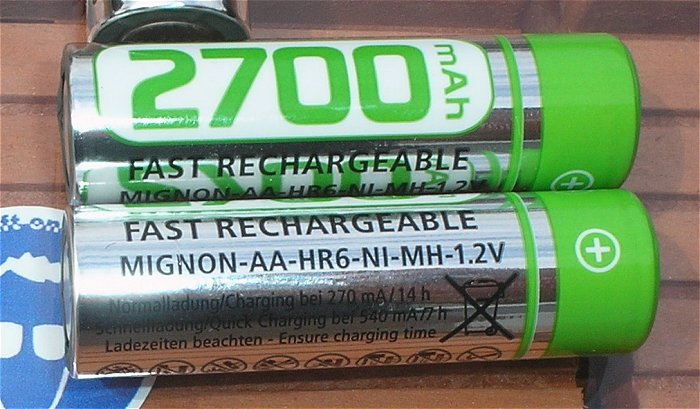 2700 mAh
FAST RECHARGEABLE
MIGNON-AA-HR6-NI-MH-1.2V
FAST RECHARGEABLE
MIGNON-AA-HR6-NI-MH-1.2V
Normalladung/Charging bei 270 mA/14 h
Schnelladung/Quick Charging bei 540 mA/7 h
Ladezeiten beachten - Ensure charging time